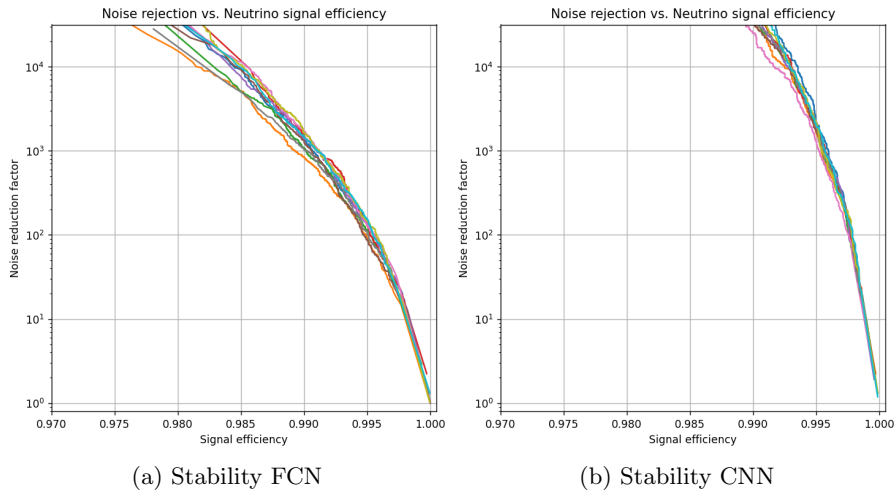 Noise rejection vs. Neutrino signal efficiency
Noise reduction factor
10^4
10^3
10^2
10^1
10^0
0.970 0.975 0.980 0.985 0.990 0.995 1.000
Signal efficiency
(a) Stability FCN
Noise rejection vs. Neutrino signal efficiency
Noise reduction factor
10^4
10^3
10^2
10^1
10^0
0.970 0.975 0.980 0.985 0.990 0.995 1.000
Signal efficiency
(b) Stability CNN